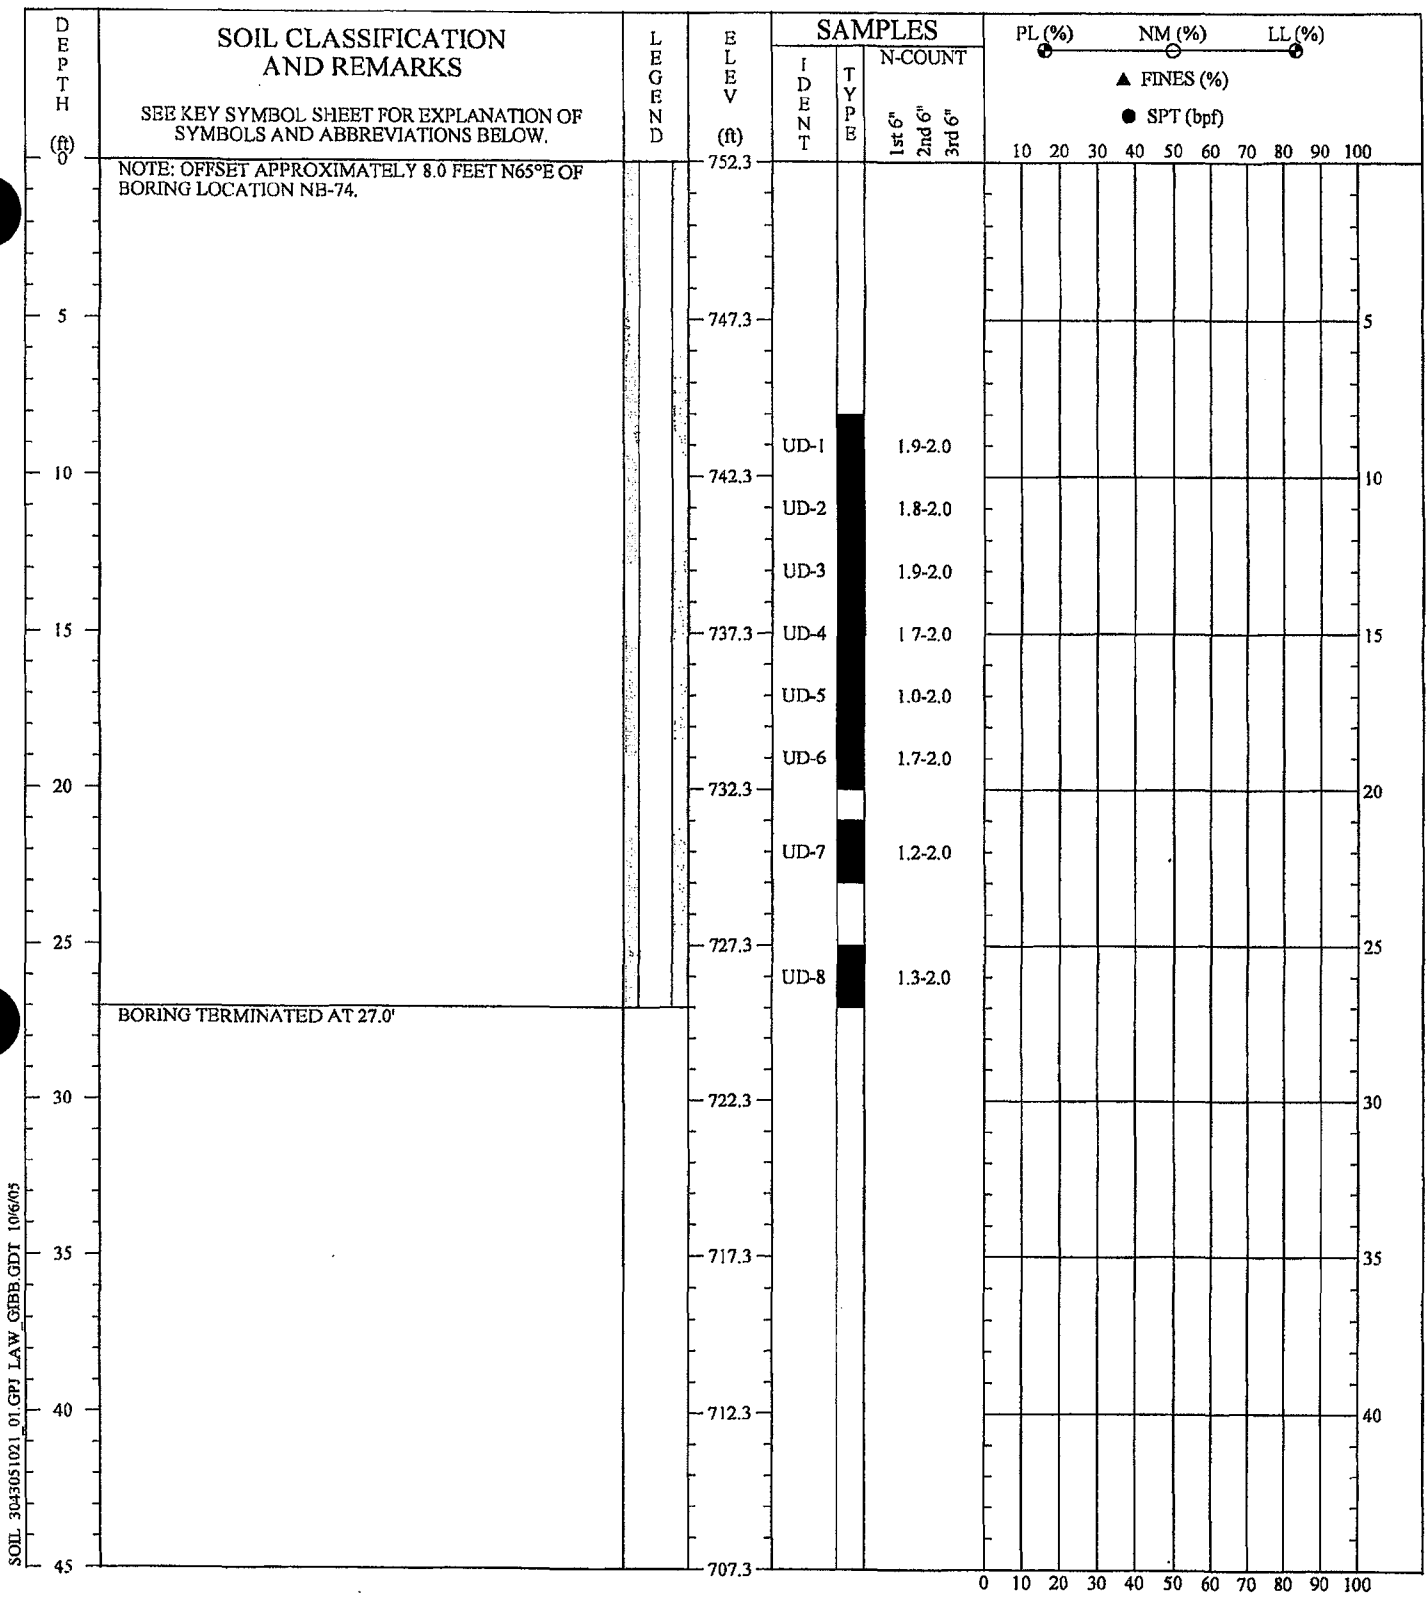 DEPTH
(ft)
SOIL CLASSIFICATION
AND REMARKS
SEE KEY SYMBOL SHEET FOR EXPLANATION OF
SYMBOLS AND ABBREVIATIONS BELOW.
LEGEND
ELEV
(ft)
SAMPLES
IDENT
TYPE
N-COUNT
1st 6"
2nd 6"
3rd 6"
PL (%) NM (%) LL (%)
▲ FINES (%)
● SPT (bpf)
10 20 30 40 50 60 70 80 90 100
0 752.3
NOTE: OFFSET APPROXIMATELY 8.0 FEET N65°E OF
BORING LOCATION NB-74.
5 747.3 5
UD-1 1.9-2.0
10 742.3 10
UD-2 1.8-2.0
UD-3 1.9-2.0
15 737.3 UD-4 1 7-2.0 15
UD-5 1.0-2.0
UD-6 1.7-2.0
20 732.3 20
UD-7 1.2-2.0
25 727.3 25
UD-8 1.3-2.0
BORING TERMINATED AT 27.0'
30 722.3 30
35 717.3 35
40 712.3 40
45 707.3
0 10 20 30 40 50 60 70 80 90 100
SOIL 3043051021_01.GPJ LAW_GIBB.GDT 10/6/05